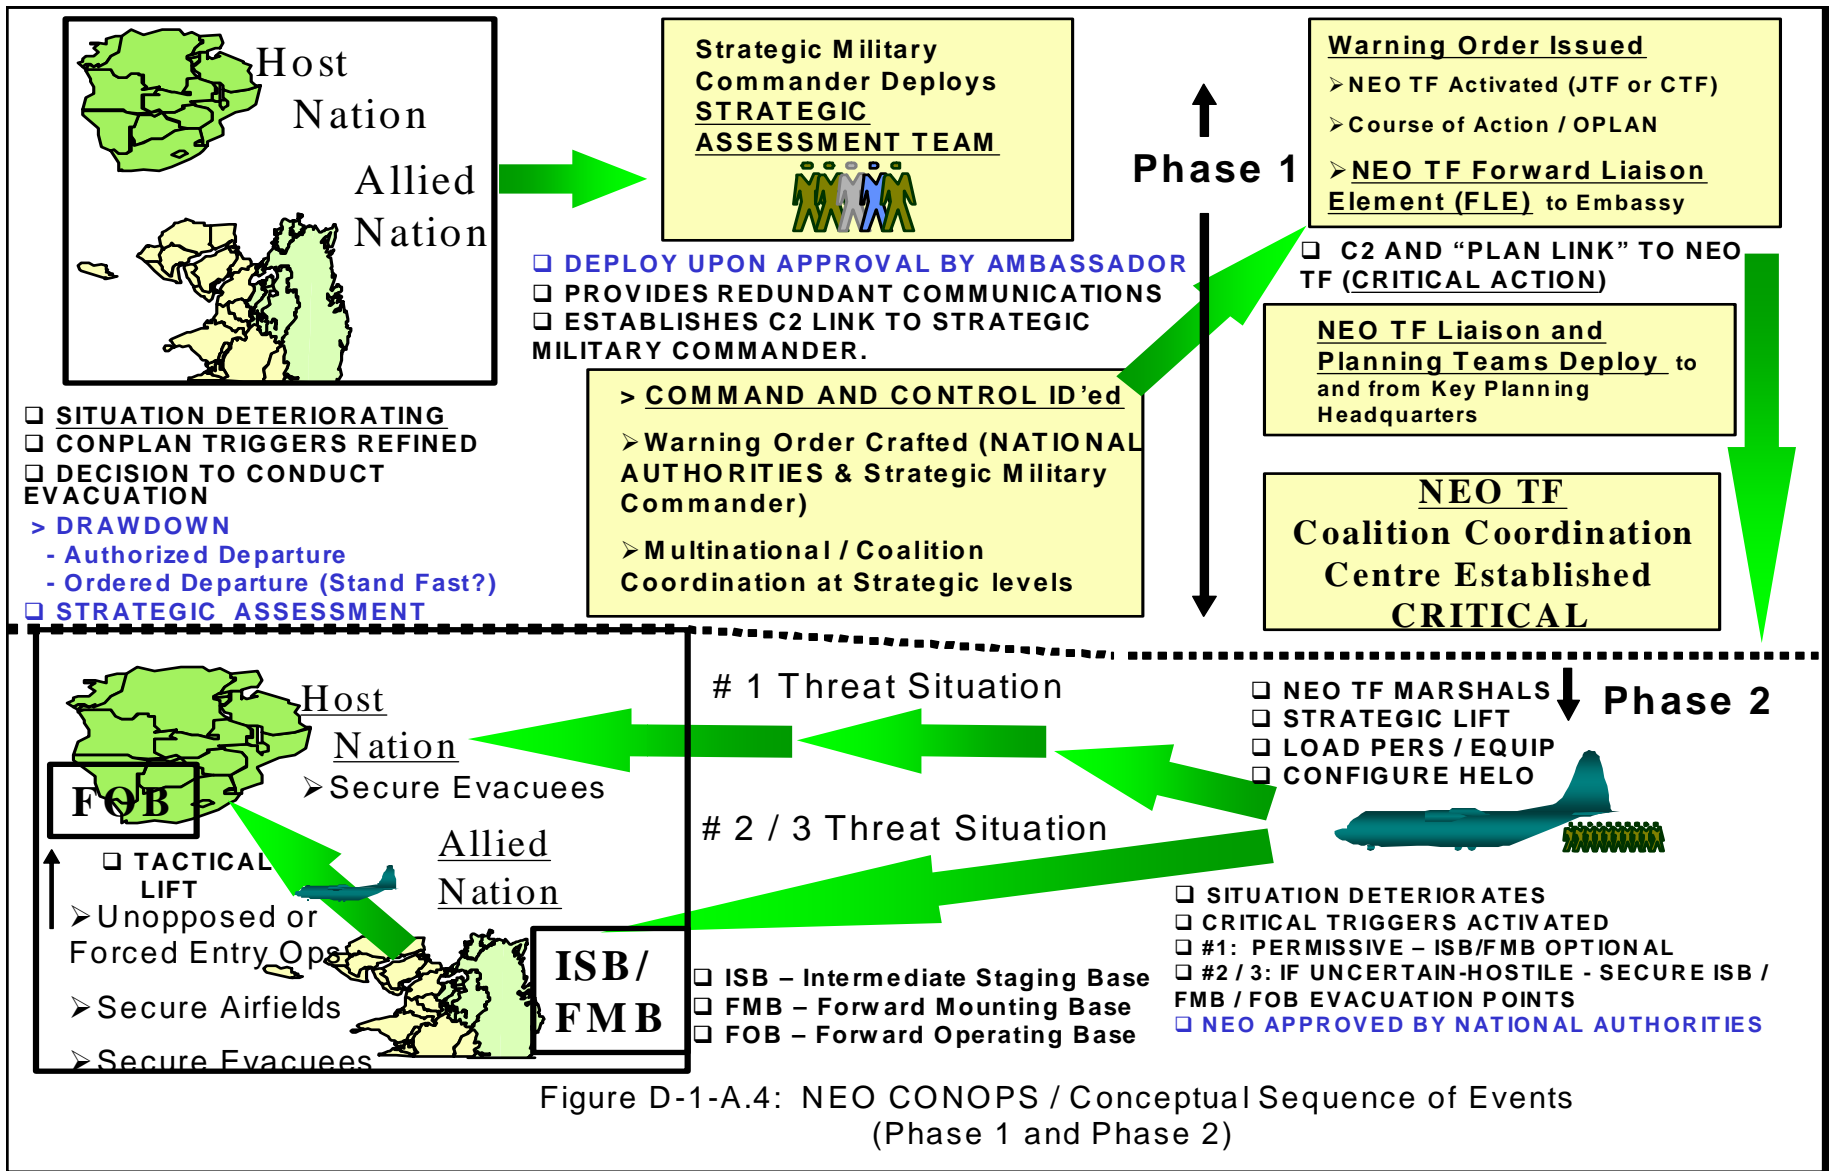 Host
Nation
Allied
Nation
❑ SITUATION DETERIORATING
❑ CONPLAN TRIGGERS REFINED
❑ DECISION TO CONDUCT
EVACUATION
> DRAWDOWN
- Authorized Departure
- Ordered Departure (Stand Fast?)
❑ STRATEGIC ASSESSMENT
Strategic Military
Commander Deploys
STRATEGIC
ASSESSMENT TEAM
❑ DEPLOY UPON APPROVAL BY AMBASSADOR
❑ PROVIDES REDUNDANT COMMUNICATIONS
❑ ESTABLISHES C2 LINK TO STRATEGIC
MILITARY COMMANDER.
> COMMAND AND CONTROL ID'ed
➢Warning Order Crafted (NATIONAL
AUTHORITIES & Strategic Military
Commander)
➢Multinational / Coalition
Coordination at Strategic levels
Phase 1
Warning Order Issued
➢NEO TF Activated (JTF or CTF)
➢Course of Action / OPLAN
➢NEO TF Forward Liaison
Element (FLE) to Embassy
❑ C2 AND “PLAN LINK” TO NEO
TF (CRITICAL ACTION)
NEO TF Liaison and
Planning Teams Deploy to
and from Key Planning
Headquarters
NEO TF
Coalition Coordination
Centre Established
CRITICAL
Phase 2
❑ NEO TF MARSHALS
❑ STRATEGIC LIFT
❑ LOAD PERS / EQUIP
❑ CONFIGURE HELO
# 1 Threat Situation
# 2 / 3 Threat Situation
Host
Nation
➢Secure Evacuees
FOB
Allied
Nation
❑ TACTICAL
LIFT
➢Unopposed or
Forced Entry Ops
➢Secure Airfields
➢Secure Evacuees
ISB/
FMB
❑ ISB – Intermediate Staging Base
❑ FMB – Forward Mounting Base
❑ FOB – Forward Operating Base
❑ SITUATION DETERIORATES
❑ CRITICAL TRIGGERS ACTIVATED
❑ #1: PERMISSIVE – ISB/FMB OPTIONAL
❑ #2 / 3: IF UNCERTAIN-HOSTILE - SECURE ISB /
FMB / FOB EVACUATION POINTS
❑ NEO APPROVED BY NATIONAL AUTHORITIES
Figure D-1-A.4: NEO CONOPS / Conceptual Sequence of Events
(Phase 1 and Phase 2)